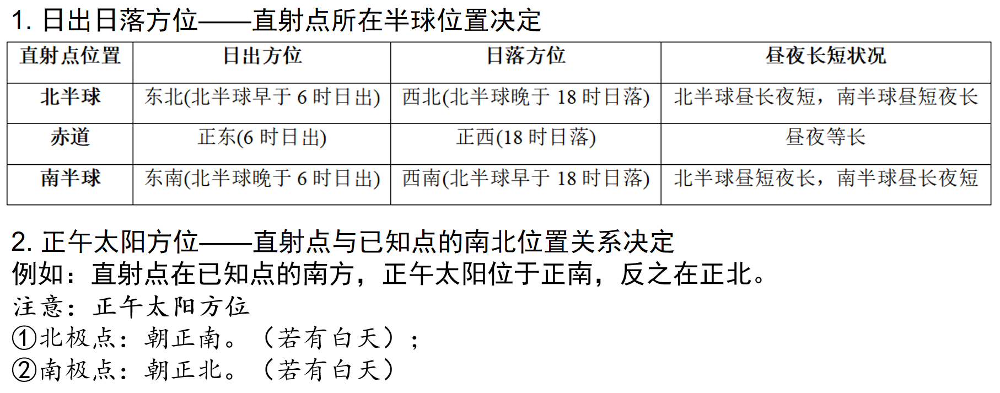 1. 日出日落方位——直射点所在半球位置决定
直射点位置 日出方位 日落方位 昼夜长短状况
北半球 东北(北半球早于 6 时日出) 西北(北半球晚于 18 时日落) 北半球昼长夜短，南半球昼短夜长
赤道 正东(6 时日出) 正西(18 时日落) 昼夜等长
南半球 东南(北半球晚于 6 时日出) 西南(北半球早于 18 时日落) 北半球昼短夜长，南半球昼长夜短
2. 正午太阳方位——直射点与已知点的南北位置关系决定
例如：直射点在已知点的南方，正午太阳位于正南，反之在正北。
注意：正午太阳方位
①北极点：朝正南。（若有白天）；
②南极点：朝正北。（若有白天）